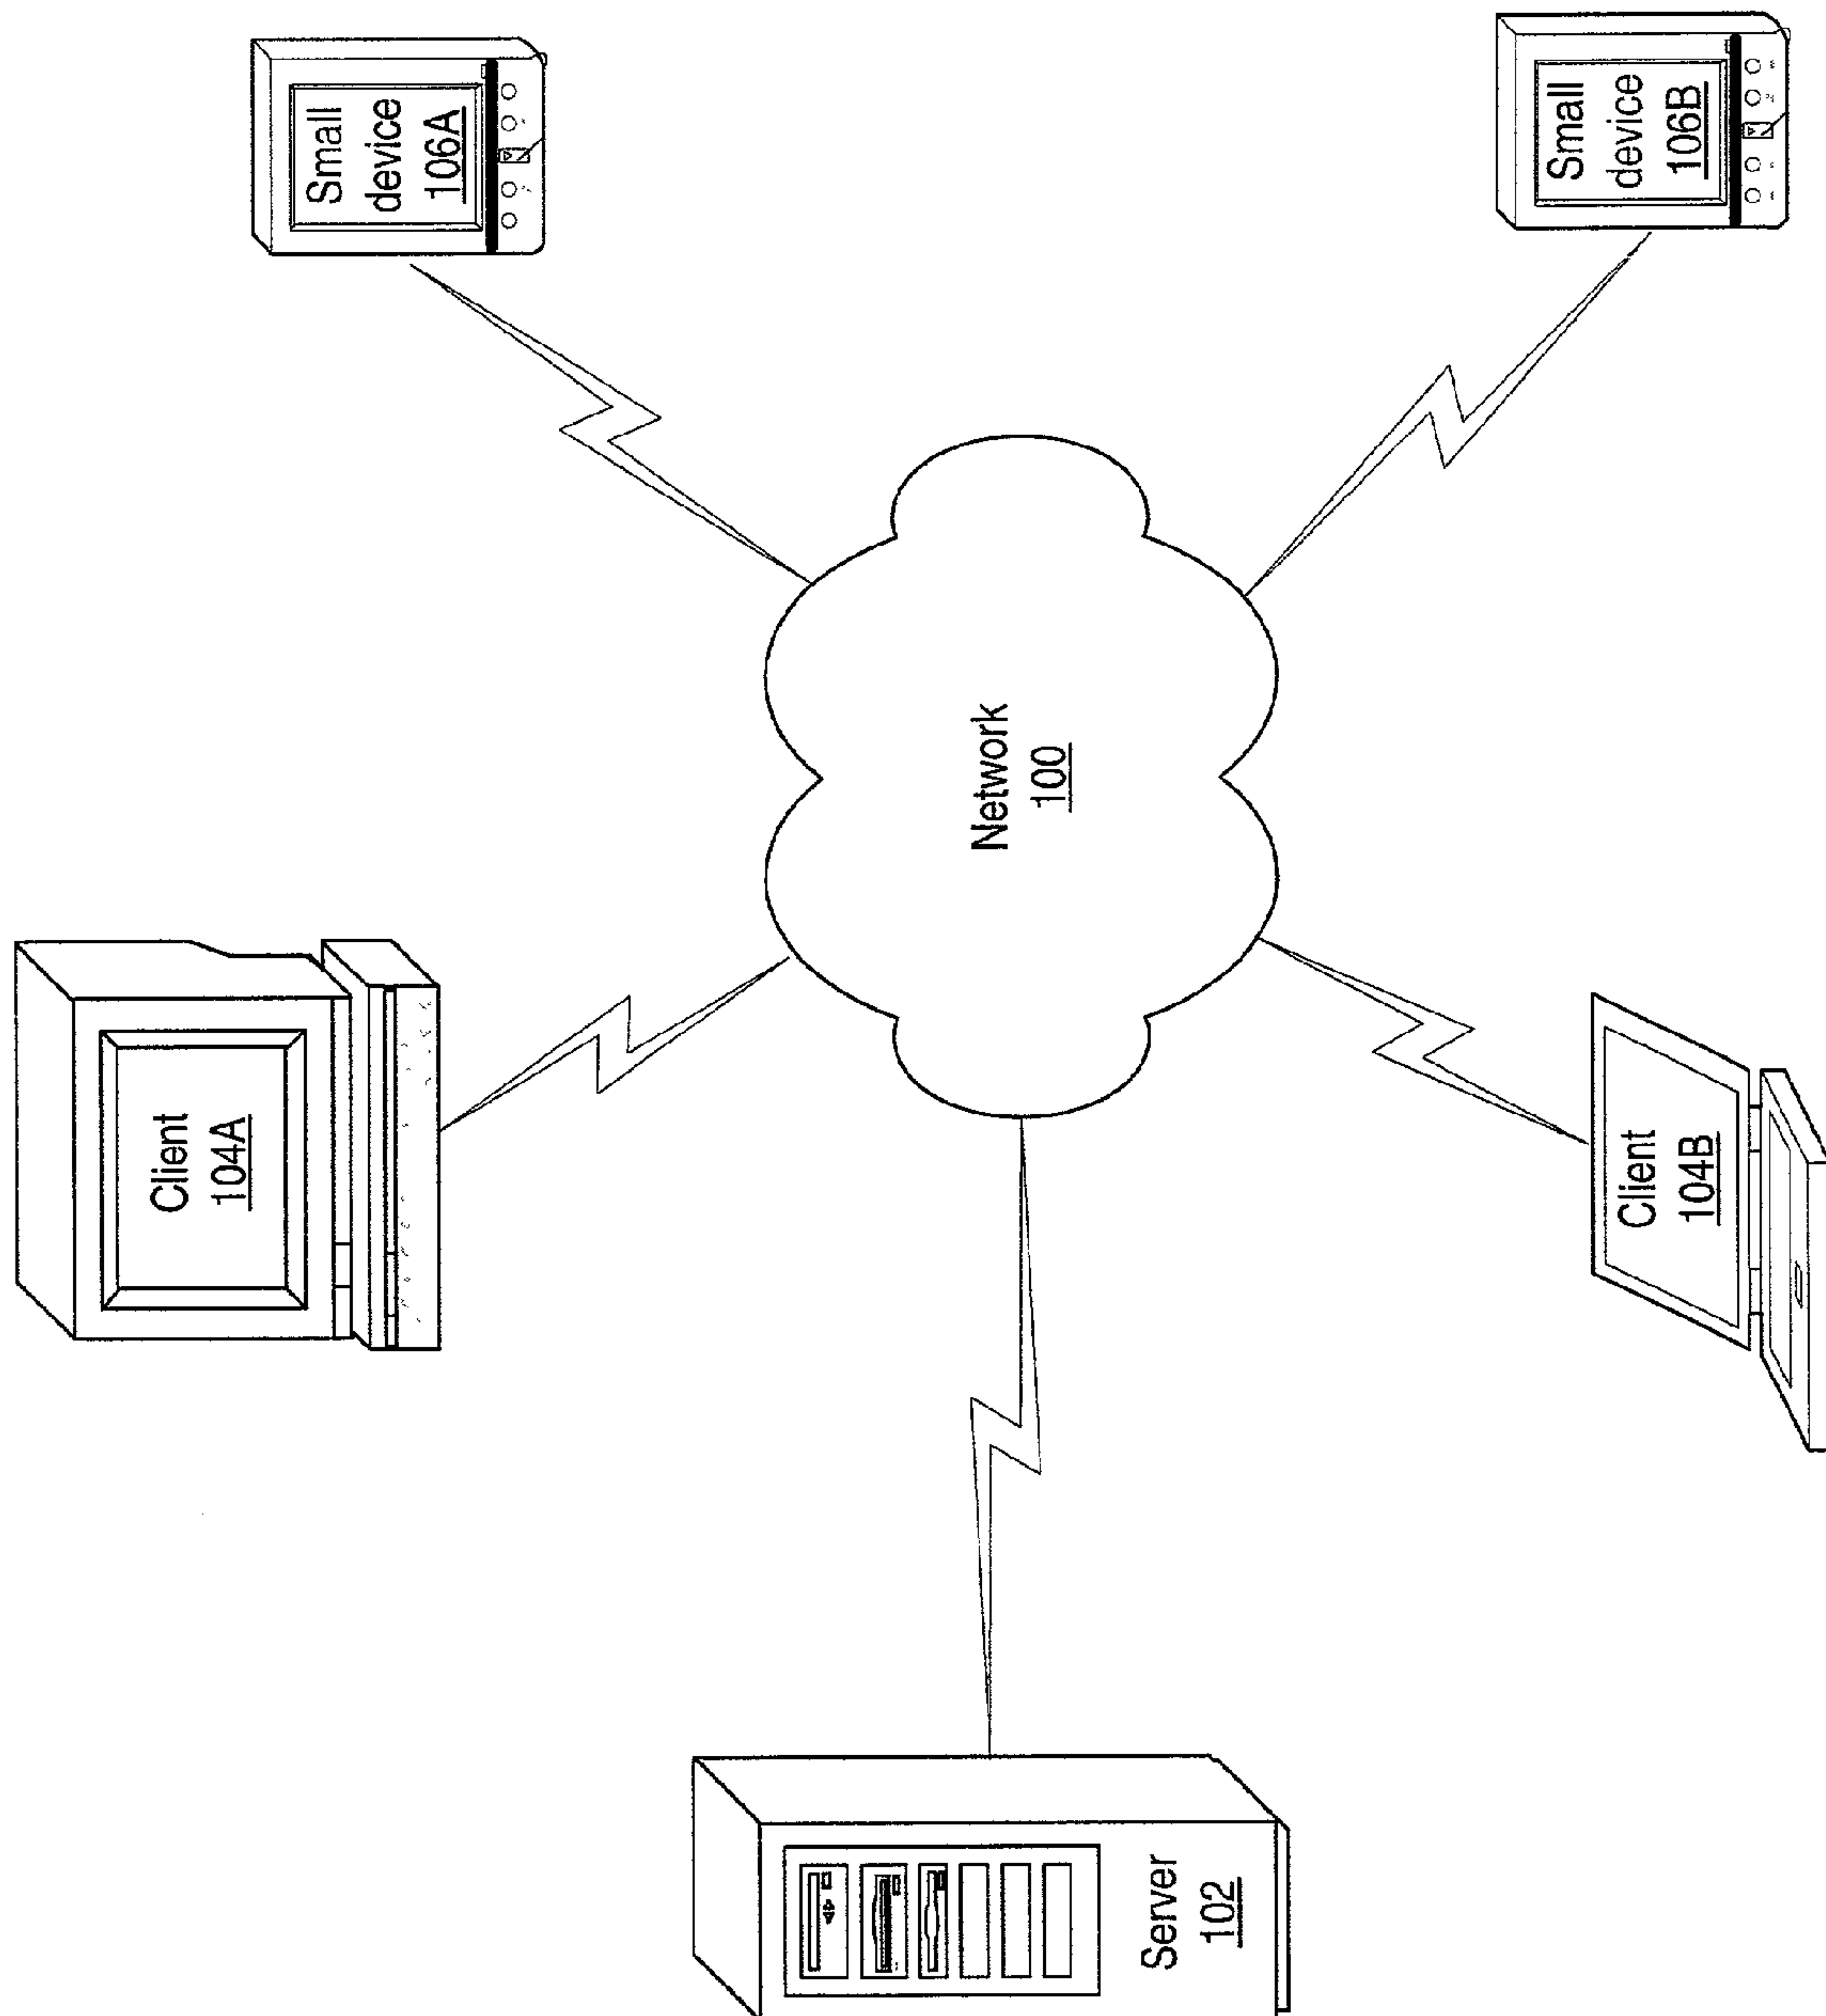 Client
104A
Small
device
106A
Server
102
Network
100
Client
104B
Small
device
106B